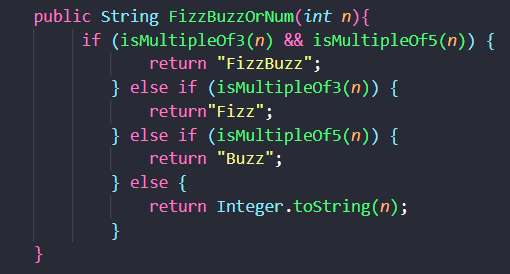 public String FizzBuzzOrNum(int n){
if (isMultipleOf3(n) && isMultipleOf5(n)) {
return "FizzBuzz";
} else if (isMultipleOf3(n)) {
return"Fizz";
} else if (isMultipleOf5(n)) {
return "Buzz";
} else {
return Integer.toString(n);
}
}